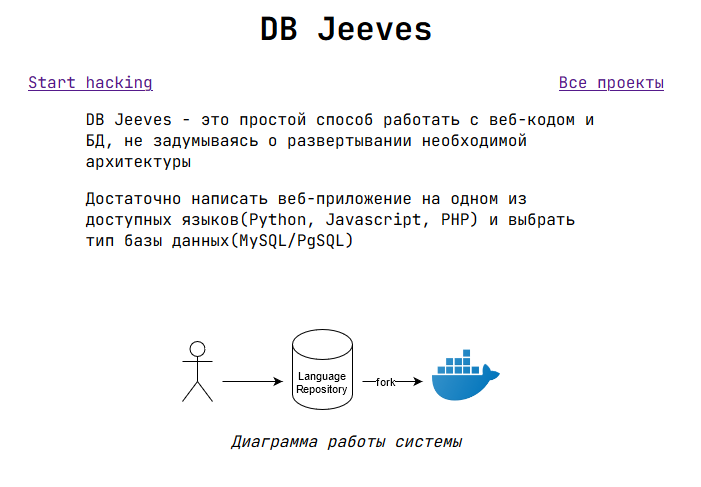 DB Jeeves
Start hacking
Все проекты
DB Jeeves - это простой способ работать с веб-кодом и
БД, не задумываясь о развертывании необходимой
архитектуры
Достаточно написать веб-приложение на одном из
доступных языков(Python, Javascript, PHP) и выбрать
тип базы данных(MySQL/PgSQL)
Language
Repository
fork
Диаграмма работы системы